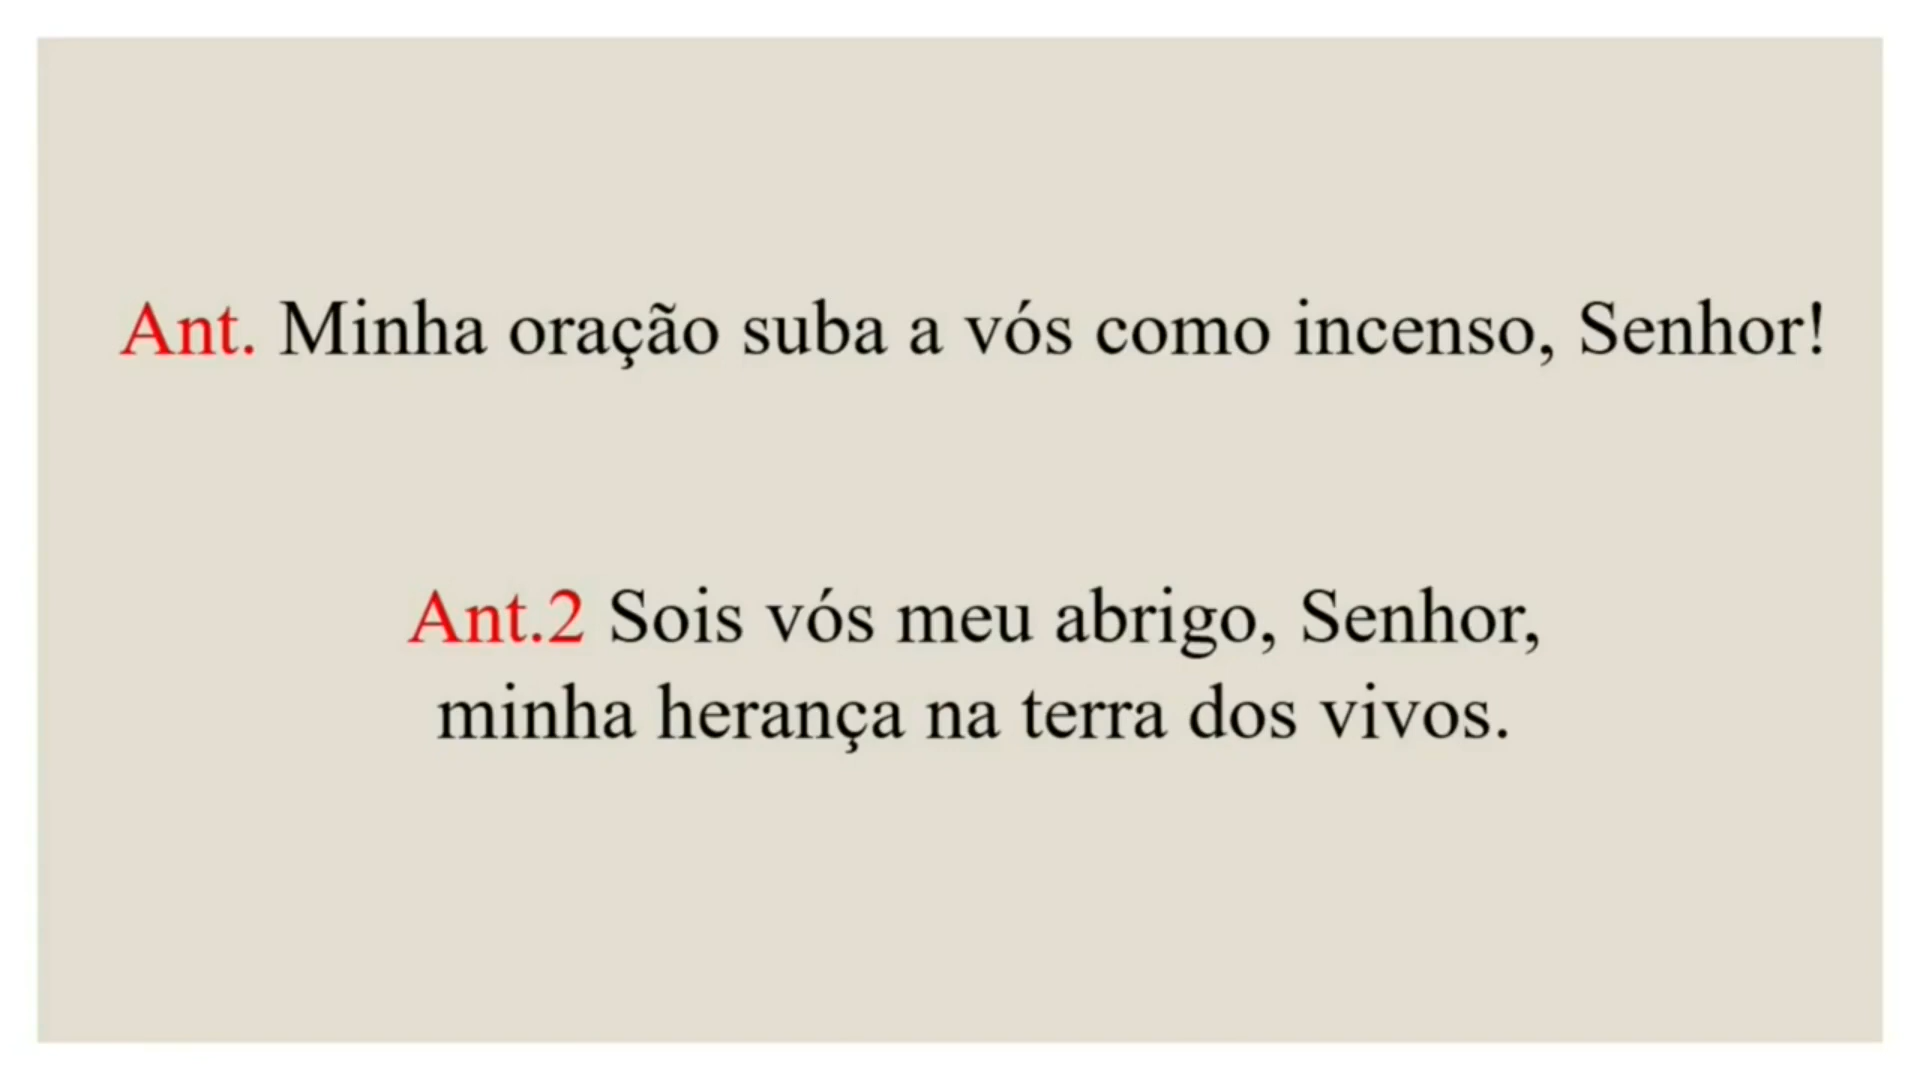 Ant. Minha oração suba a vós como incenso, Senhor!
Ant.2 Sois vós meu abrigo, Senhor,
minha herança na terra dos vivos.